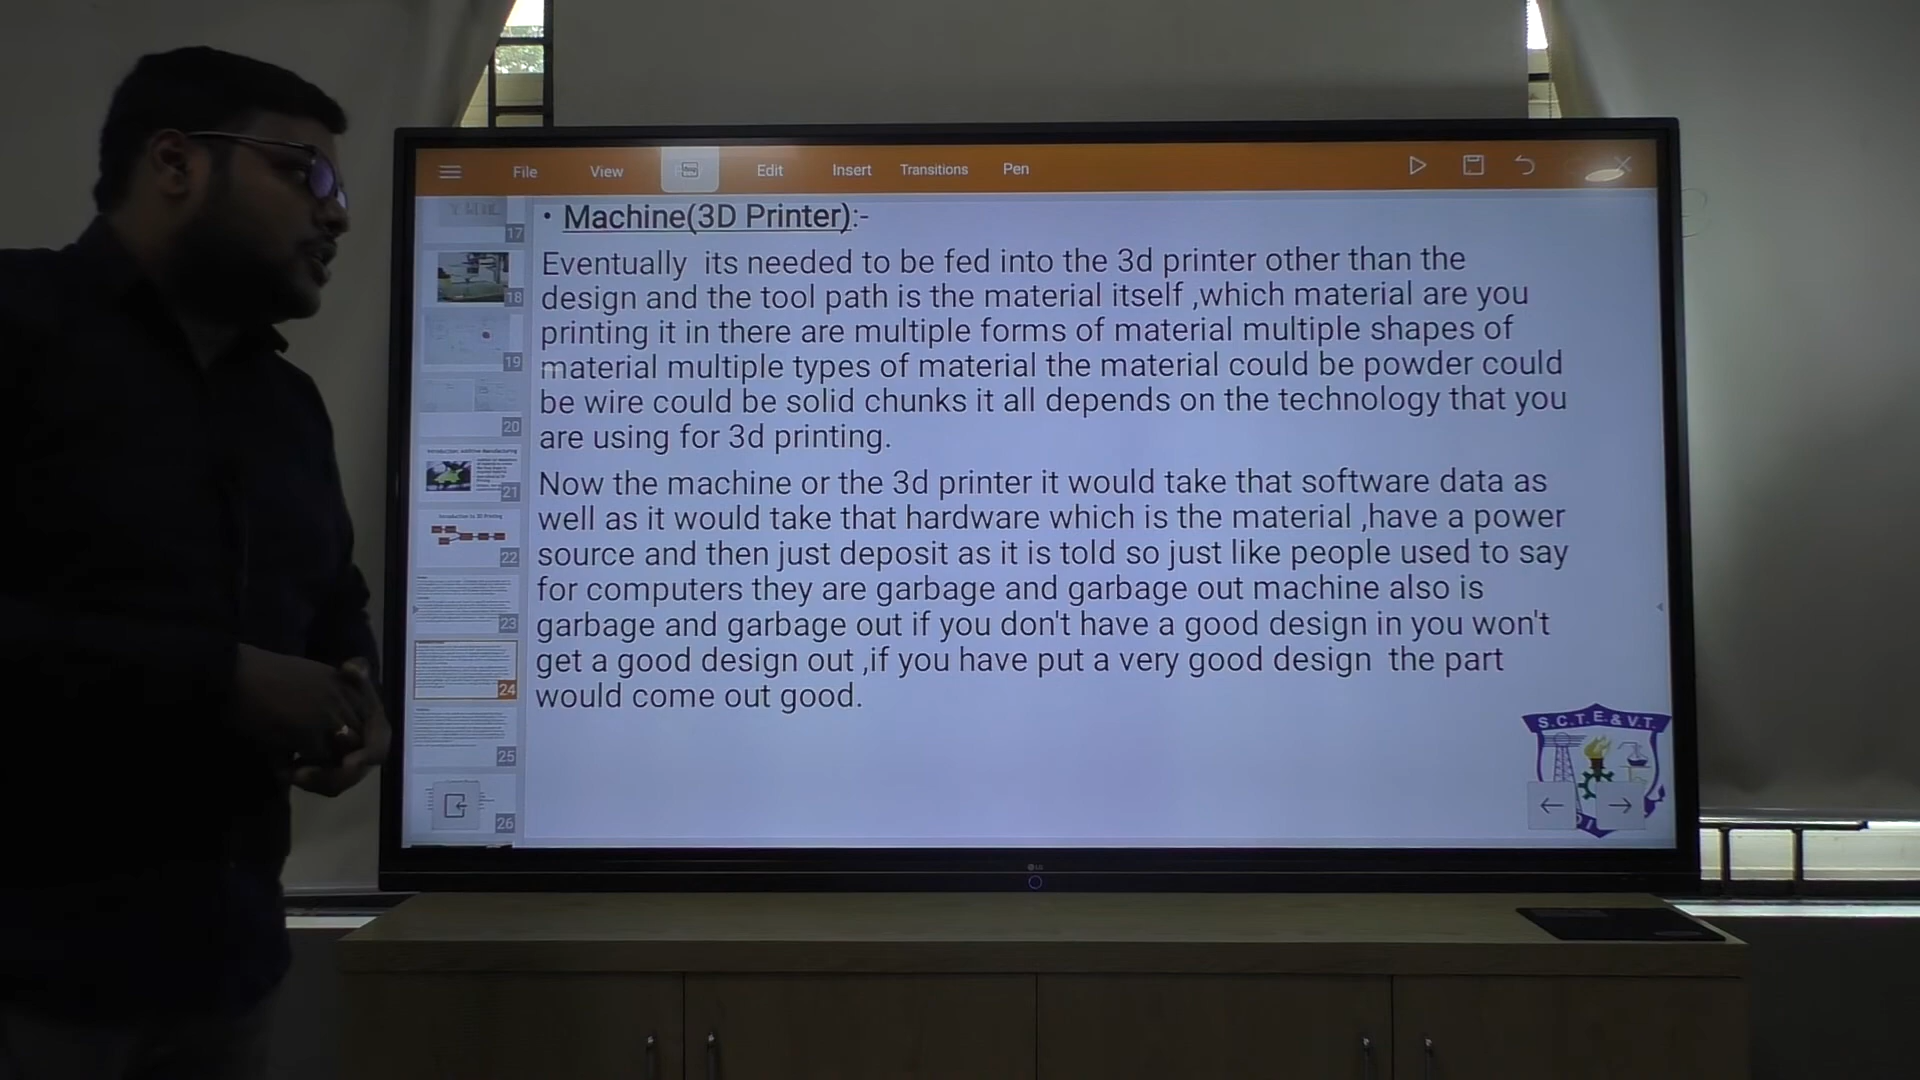 File View Edit Insert Transitions Pen
• Machine(3D Printer):-
Eventually its needed to be fed into the 3d printer other than the
design and the tool path is the material itself ,which material are you
printing it in there are multiple forms of material multiple shapes of
material multiple types of material the material could be powder could
be wire could be solid chunks it all depends on the technology that you
are using for 3d printing.
Now the machine or the 3d printer it would take that software data as
well as it would take that hardware which is the material ,have a power
source and then just deposit as it is told so just like people used to say
for computers they are garbage and garbage out machine also is
garbage and garbage out if you don't have a good design in you won't
get a good design out ,if you have put a very good design the part
would come out good.
17
18
19
20
Introduction: Additive Manufacturing
21
Introduction to 3D Printing
22
23
24
25
26
S.C.T.E.& V.T.
LG